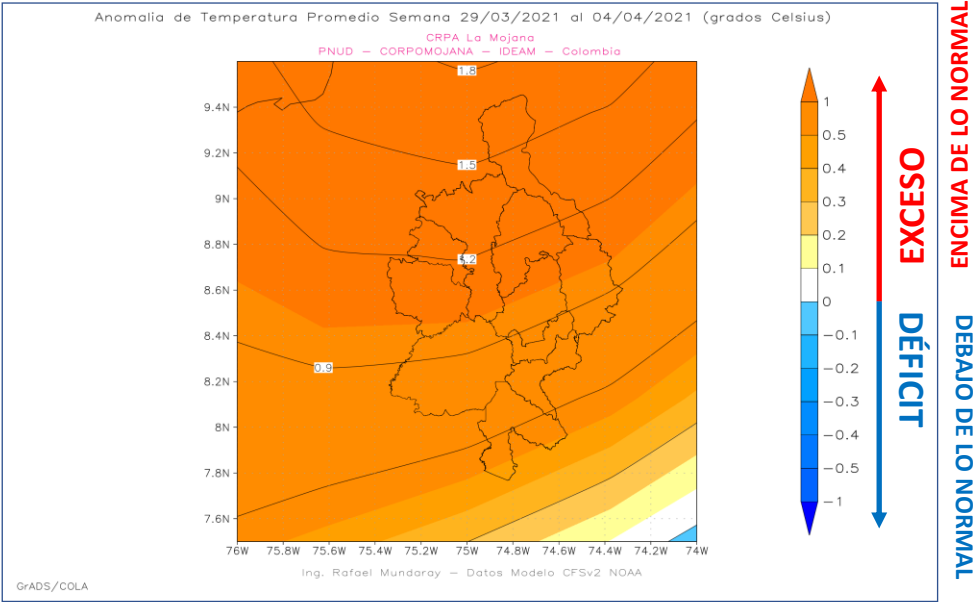 Anomalia de Temperatura Promedio Semana 29/03/2021 al 04/04/2021 (grados Celsius)
CRPA La Mojana
PNUD – CORPOMOJANA – IDEAM – Colombia
9.4N
9.2N
9N
8.8N
8.6N
8.4N
8.2N
8N
7.8N
7.6N
1.8
1.5
1.2
0.9
76W 75.8W 75.6W 75.4W 75.2W 75W 74.8W 74.6W 74.4W 74.2W 74W
Ing. Rafael Mundaray – Datos Modelo CFSv2 NOAA
GrADS/COLA
1
0.5
0.4
0.3
0.2
0.1
0
−0.1
−0.2
−0.3
−0.4
−0.5
−1
EXCESO
DÉFICIT
ENCIMA DE LO NORMAL
DEBAJO DE LO NORMAL